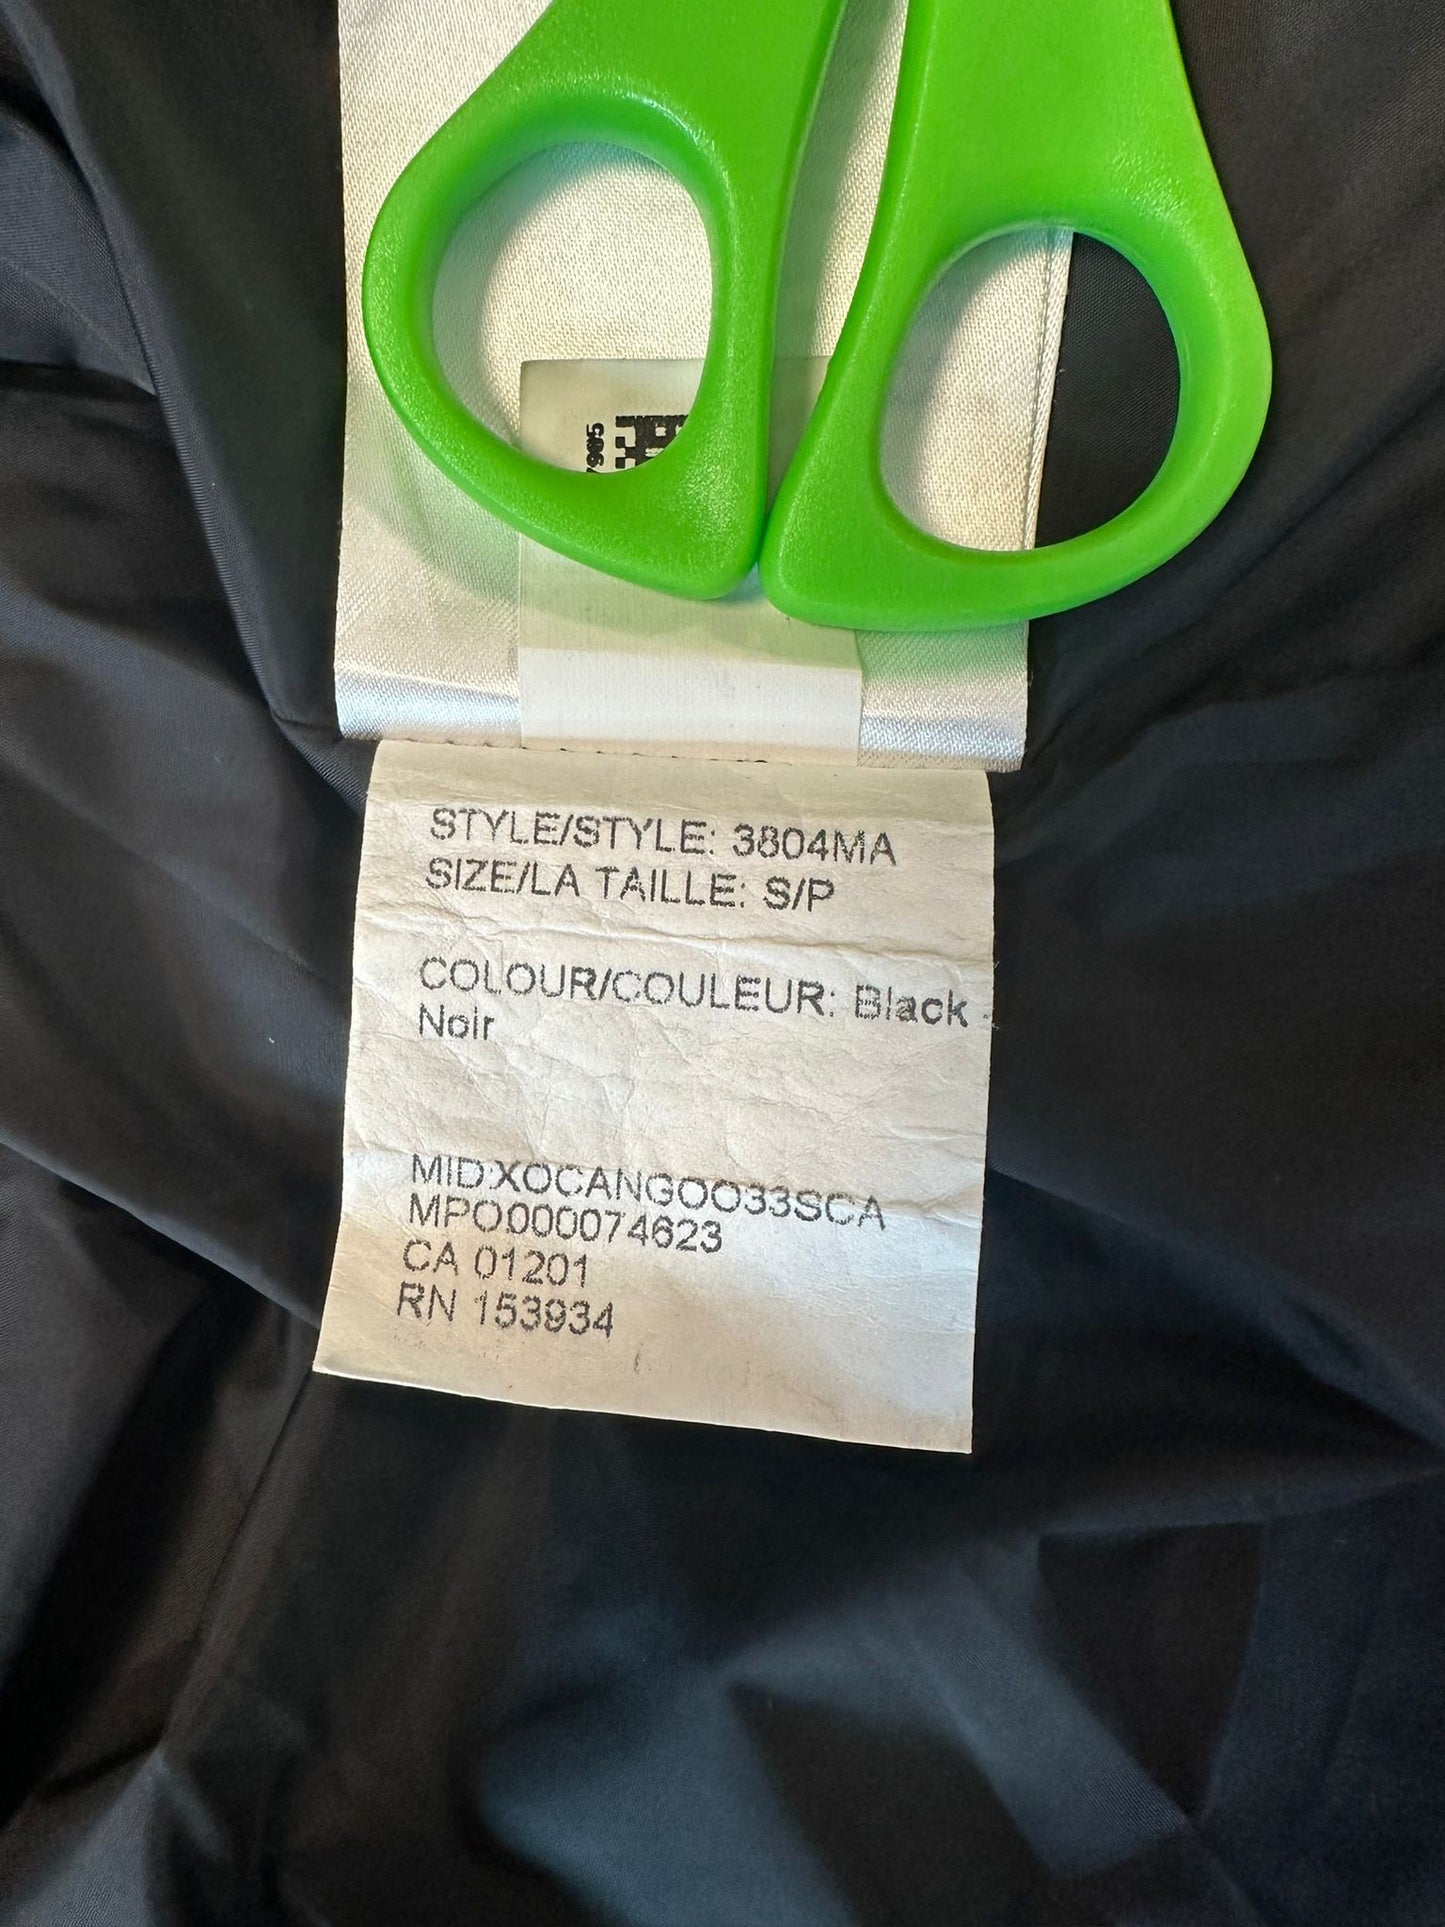 STYLE/STYLE: 3804MA
SIZE/LA TAILLE: S/P
COLOUR/COULEUR: Black -
Noir
MID:XOCANGOO33SCA
MPO000074623
CA 01201
RN 153934